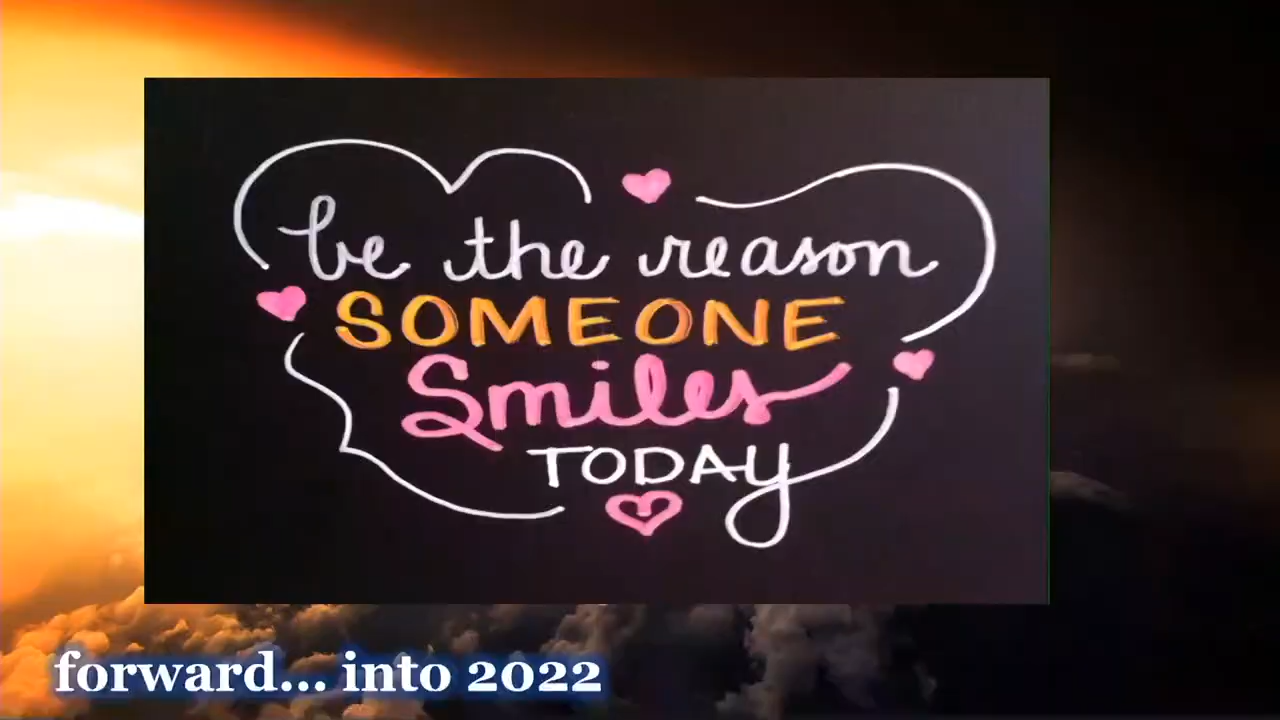 be the reason
SOMEONE
Smiles
TODAY
forward... into 2022